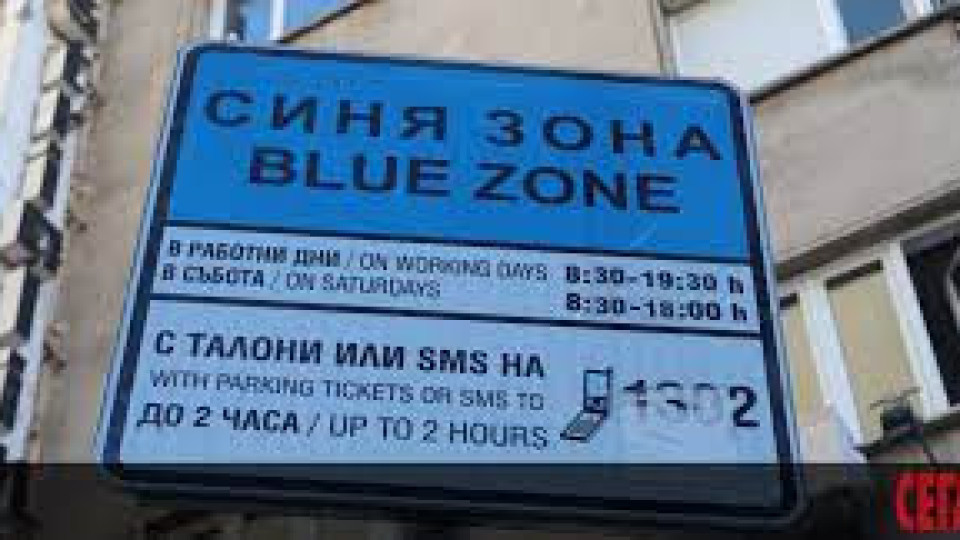 СИНЯ ЗОНА
BLUE ZONE
В РАБОТНИ ДНИ / ON WORKING DAYS 8:30-19:30 h
В СЪБОТА / ON SATURDAYS 8:30-18:00 h
С ТАЛОНИ ИЛИ SMS НА
WITH PARKING TICKETS OR SMS TO 1302
ДО 2 ЧАСА / UP TO 2 HOURS